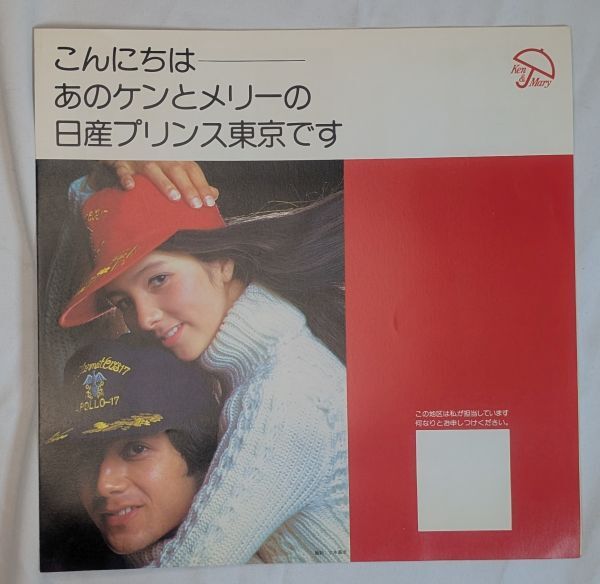 こんにちは――
あのケンとメリーの
日産プリンス東京です
Ken
&
Mary
APOLLO-17
この地区は私が担当しています
何なりとお申しつけください。